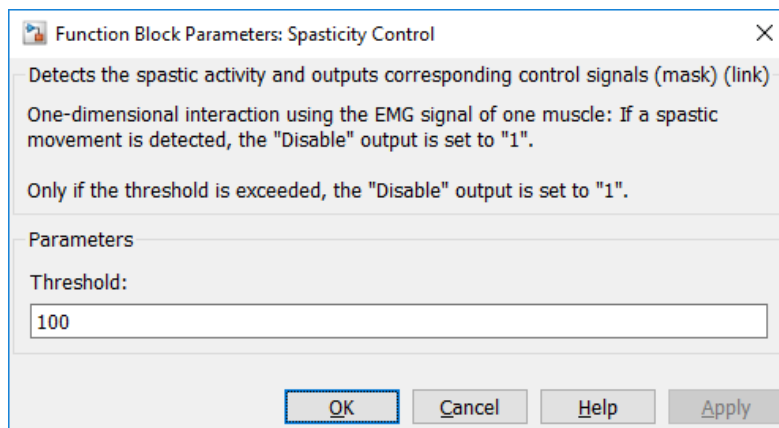 Function Block Parameters: Spasticity Control
Detects the spastic activity and outputs corresponding control signals (mask) (link)
One-dimensional interaction using the EMG signal of one muscle: If a spastic
movement is detected, the "Disable" output is set to "1".
Only if the threshold is exceeded, the "Disable" output is set to "1".
Parameters
Threshold:
100
OK Cancel Help Apply